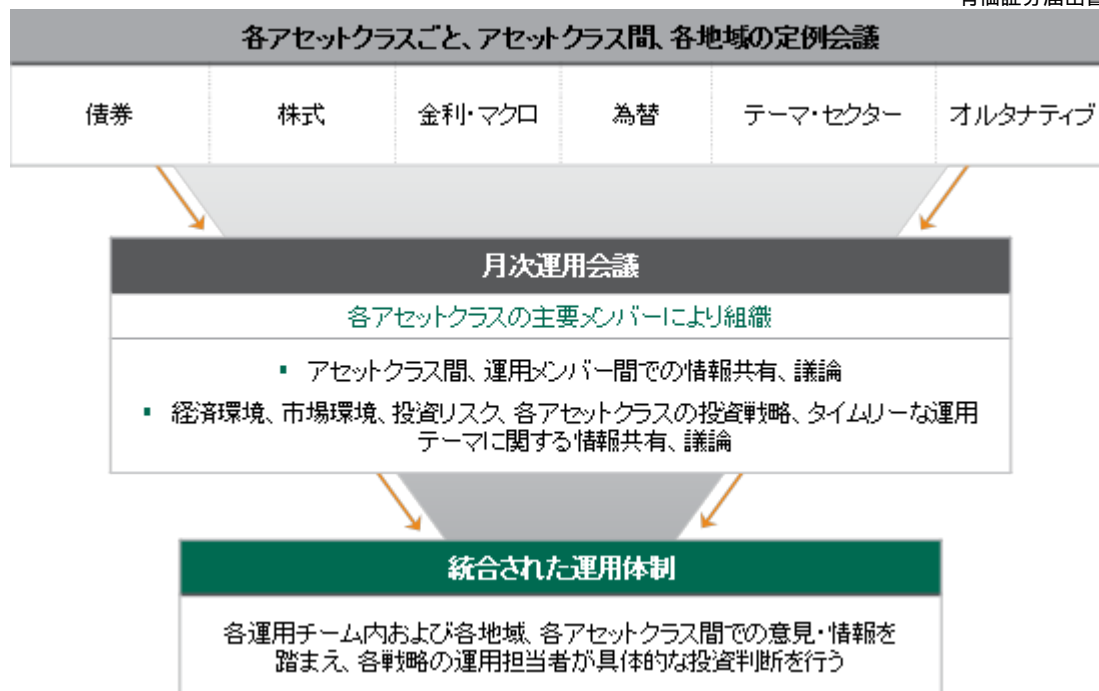 有価証券届出書
各アセットクラスごと、アセットクラス間、各地域の定例会議
債券 株式 金利・マクロ 為替 テーマ・セクター オルタナティブ
月次運用会議
各アセットクラスの主要メンバーにより組織
▪ アセットクラス間、運用メンバー間での情報共有、議論
▪ 経済環境、市場環境、投資リスク、各アセットクラスの投資戦略、タイムリーな運用
テーマに関する情報共有、議論
統合された運用体制
各運用チーム内および各地域、各アセットクラス間での意見・情報を
踏まえ、各戦略の運用担当者が具体的な投資判断を行う